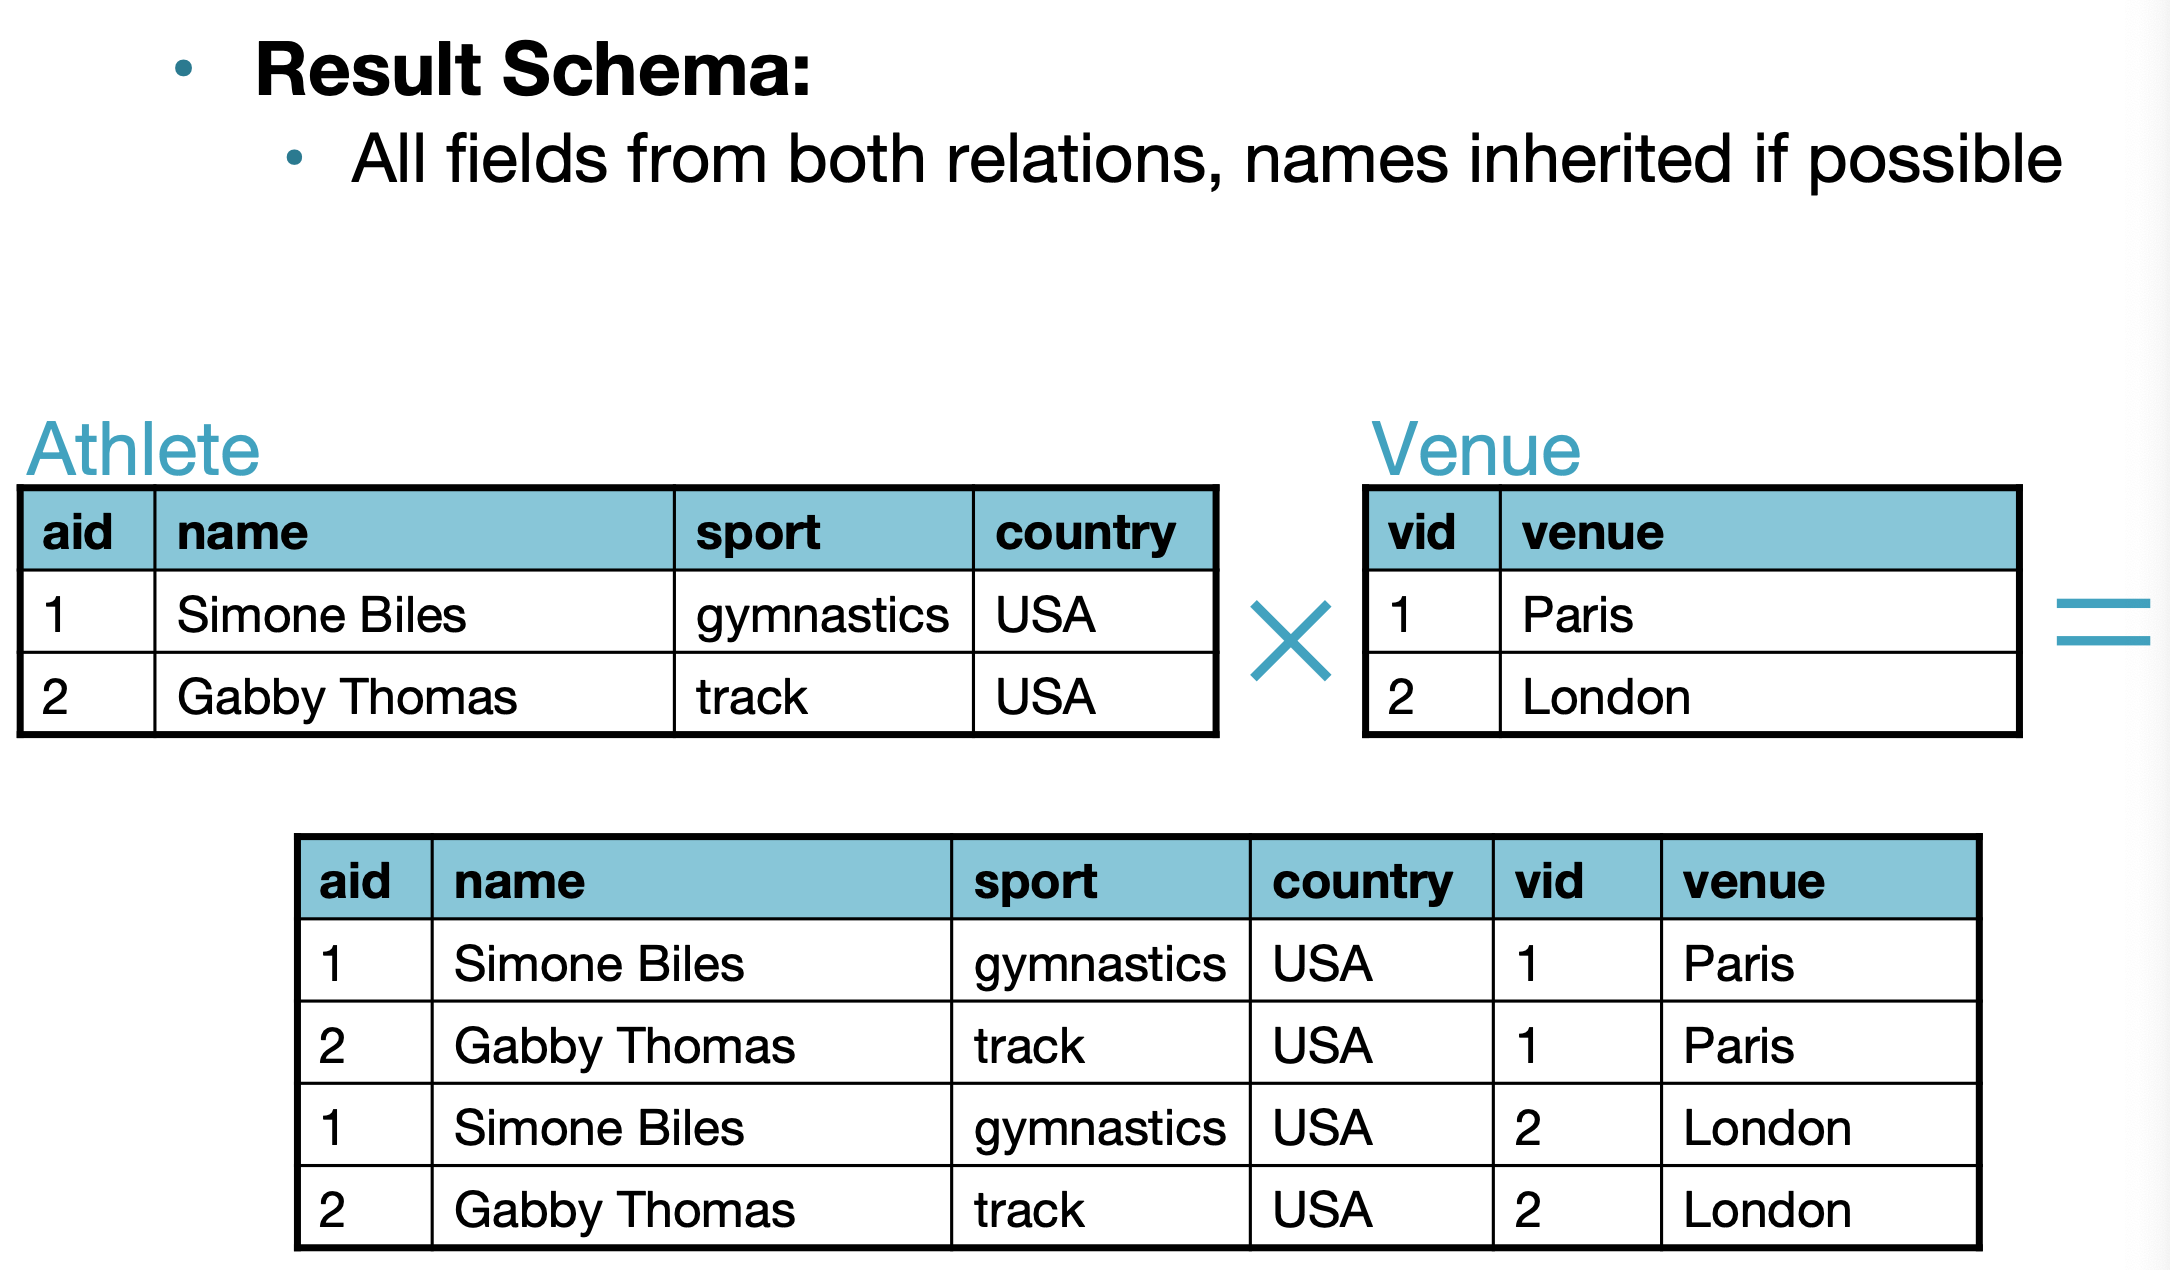 • Result Schema:
• All fields from both relations, names inherited if possible
Athlete
aid name sport country
1 Simone Biles gymnastics USA
2 Gabby Thomas track USA
×
Venue
vid venue
1 Paris
2 London
=
aid name sport country vid venue
1 Simone Biles gymnastics USA 1 Paris
2 Gabby Thomas track USA 1 Paris
1 Simone Biles gymnastics USA 2 London
2 Gabby Thomas track USA 2 London